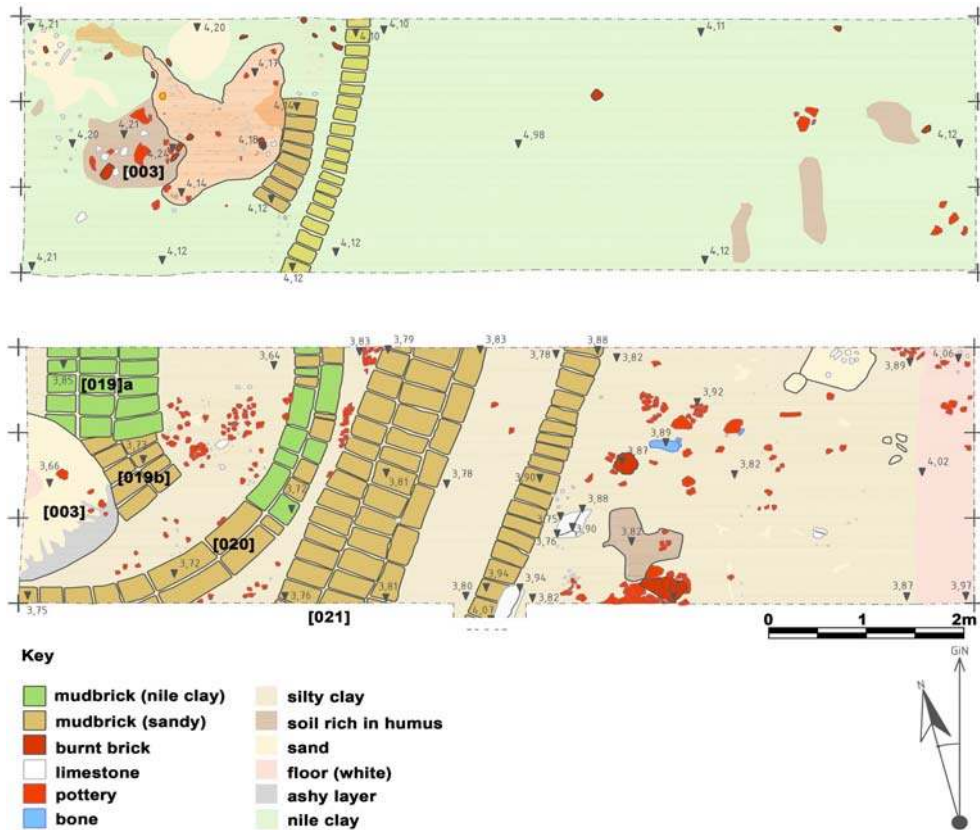 4,21 4,20 4,10 4,11
4,10
4,17
4,14
4,20 4,21 4,18 4,98 4,12
4,24
[003]
4,14
4,12
4,21 4,12 4,12 4,12
4,12
3,83 3,79 3,83 3,88
3,64 3,78 3,82 4,06
3,85 [019]a 3,89
3,92
3,73 3,89
3,66 [019b] 3,87
3,81 3,78 3,90 3,82 4,02
3,72
[003] 3,88
3,75 3,90
[020] 3,76 3,82
3,72
3,75 3,76 3,81 3,80 3,94 3,94 3,82 3,87 3,97
4,07
[021]
0 1 2m
Key
mudbrick (nile clay) silty clay
mudbrick (sandy) soil rich in humus
burnt brick sand
limestone floor (white)
pottery ashy layer
bone nile clay
GiN
N